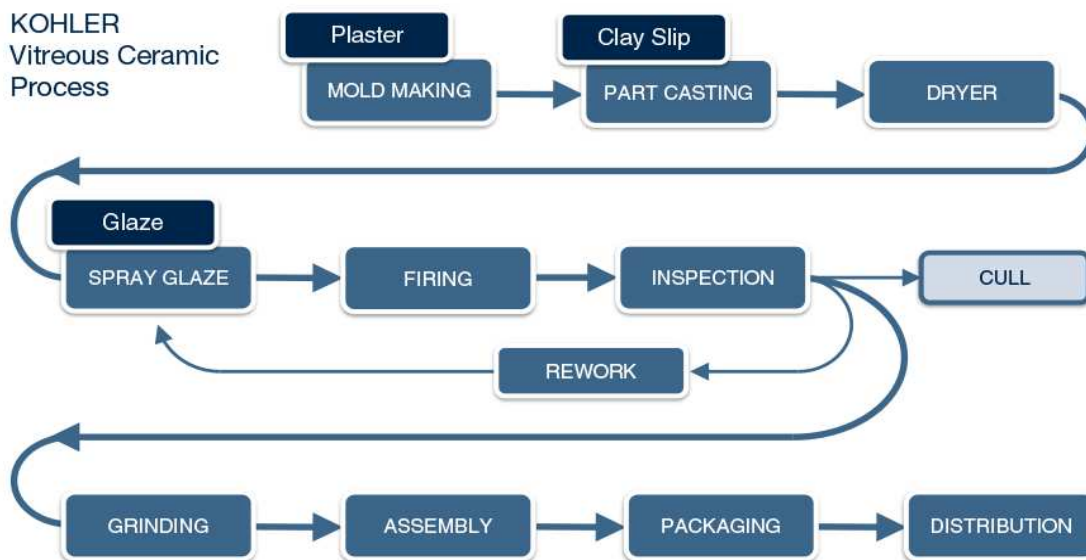 KOHLER
Vitreous Ceramic
Process
Plaster
MOLD MAKING
Clay Slip
PART CASTING
DRYER
Glaze
SPRAY GLAZE
FIRING
INSPECTION
CULL
REWORK
GRINDING
ASSEMBLY
PACKAGING
DISTRIBUTION